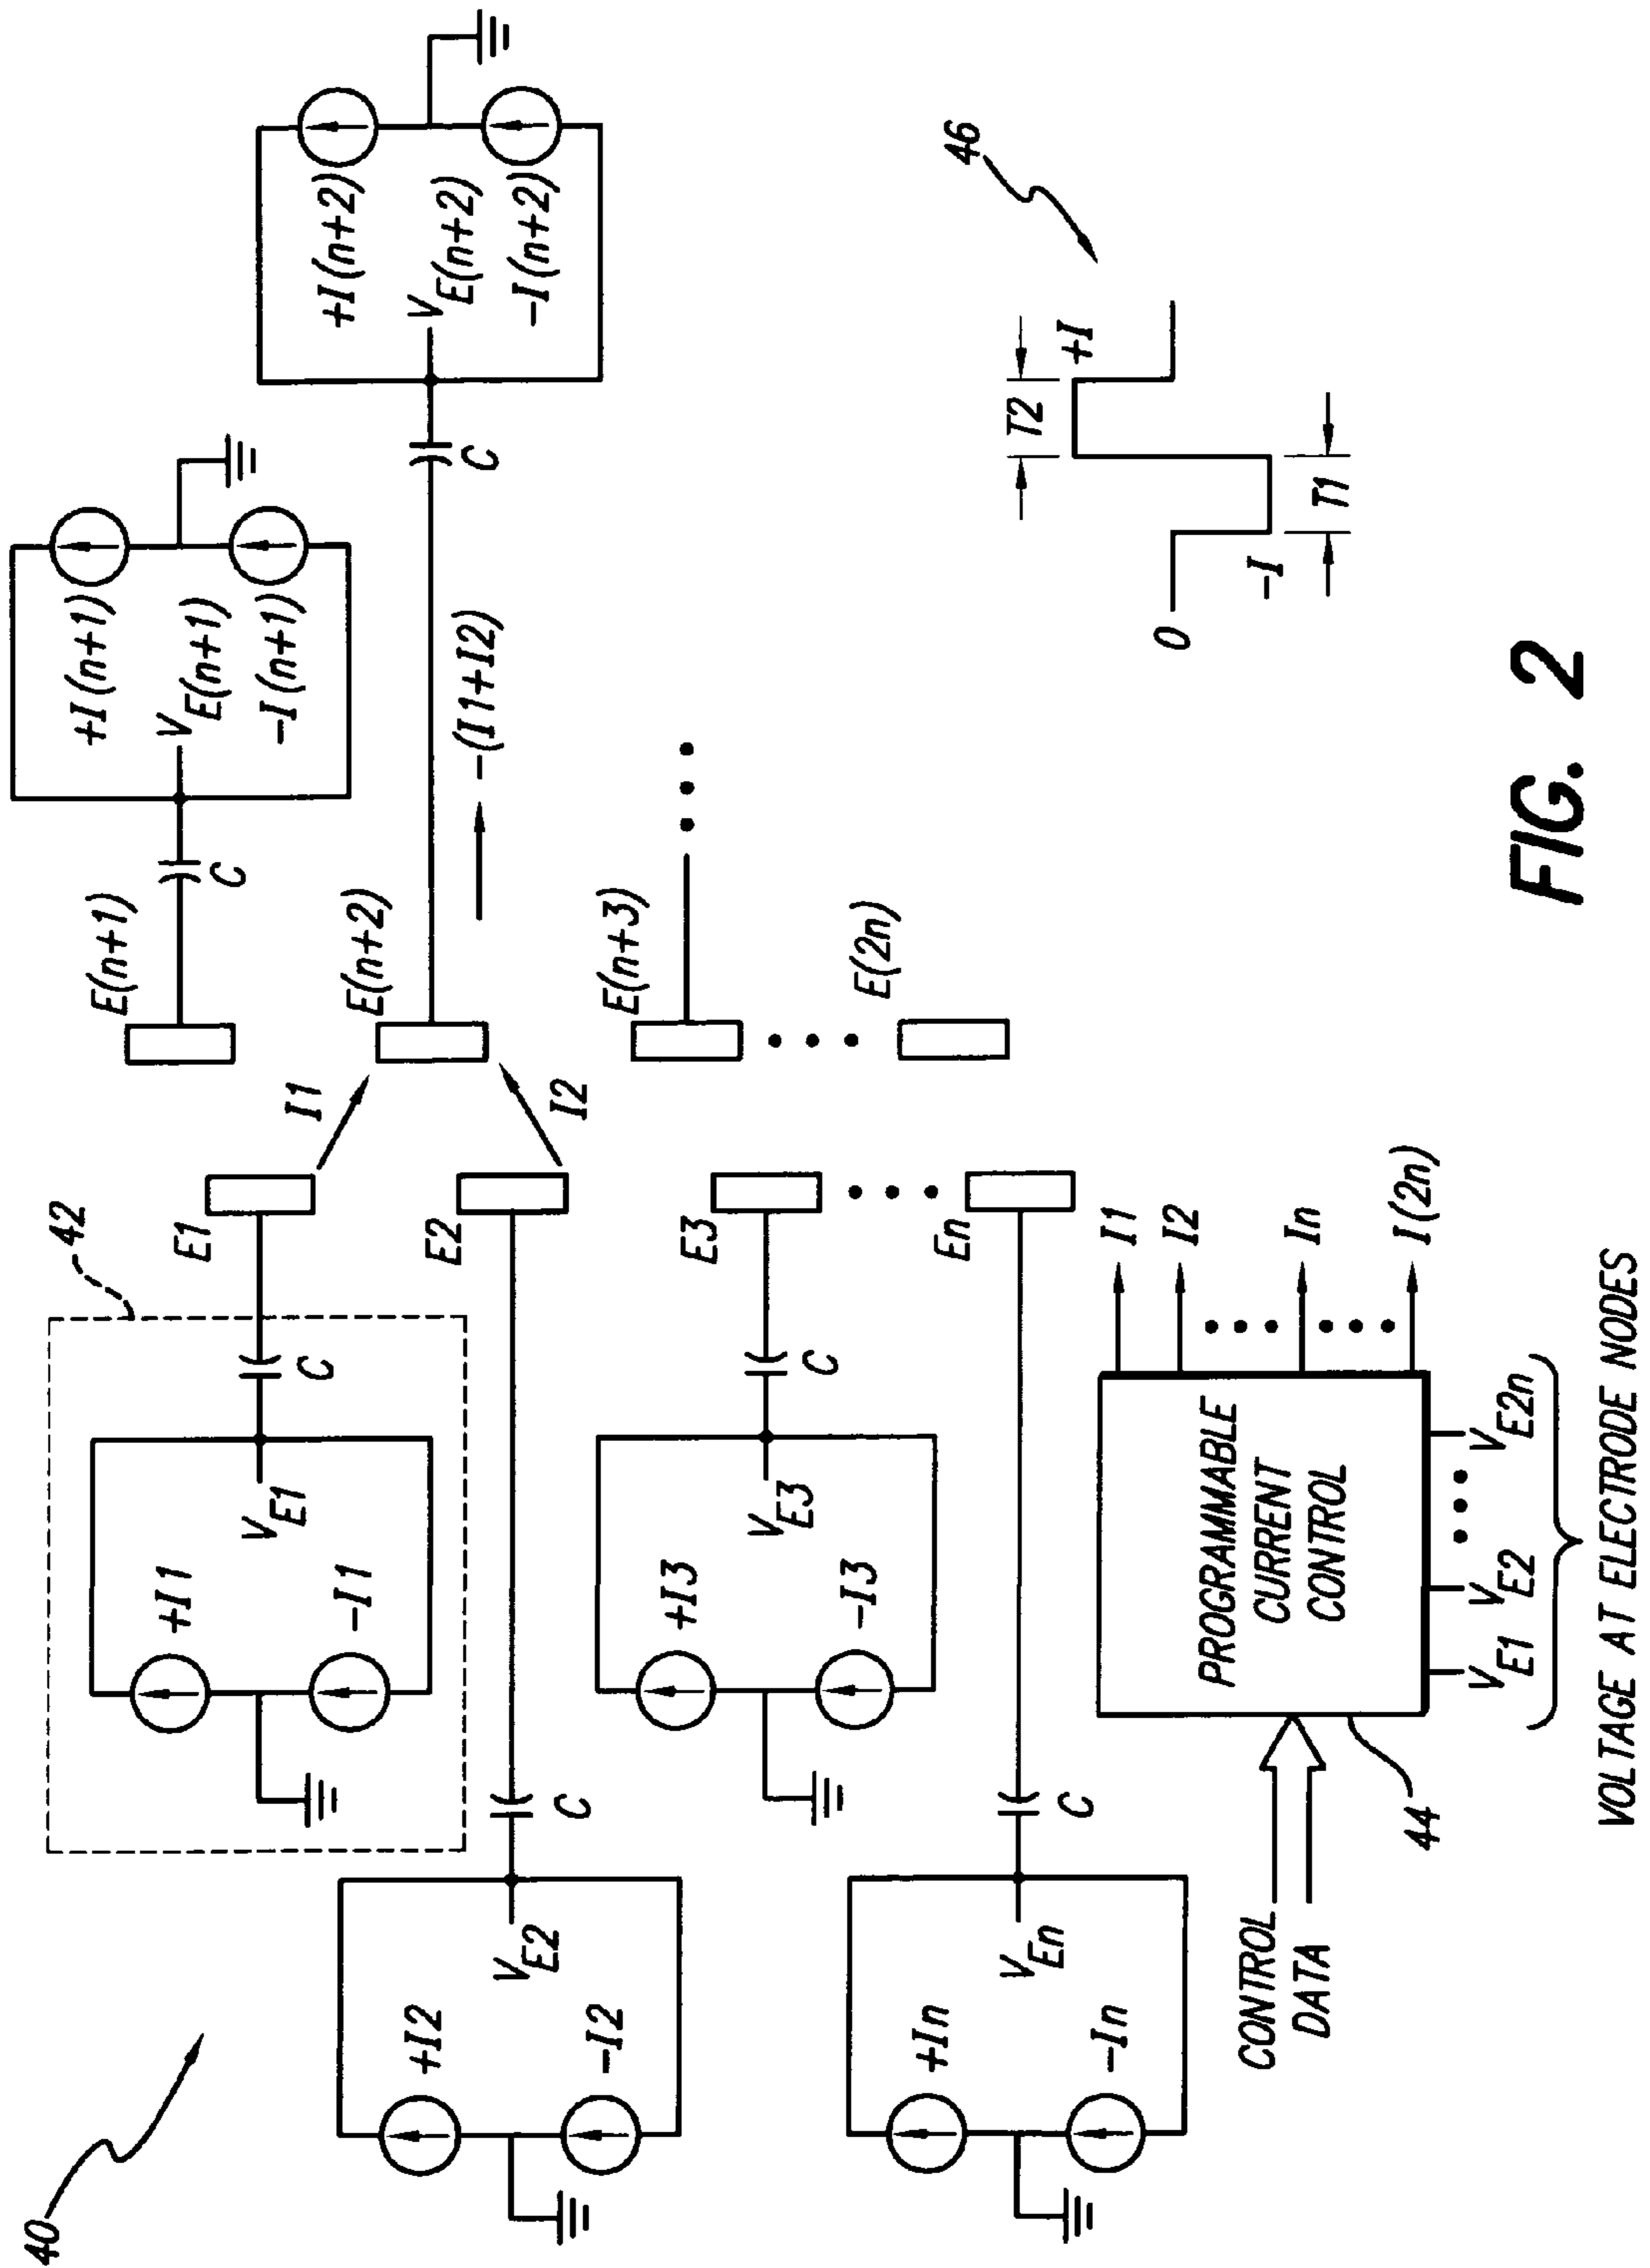 40
42
+I1
VE1
-I1
C
E1
+I2
VE2
-I2
C
E2
+I3
VE3
-I3
C
E3
+In
VEn
-In
C
En
I1
I2
E(n+1)
C
+I(n+1)
VE(n+1)
-I(n+1)
E(n+2)
-(I1+I2)
C
+I(n+2)
VE(n+2)
-I(n+2)
E(n+3)
E(2n)
CONTROL
DATA
PROGRAMMABLE
CURRENT
CONTROL
44
I1
I2
In
I(2n)
VE1
VE2
VE2n
VOLTAGE AT ELECTRODE NODES
46
0
-I
T1
T2
+I
FIG. 2